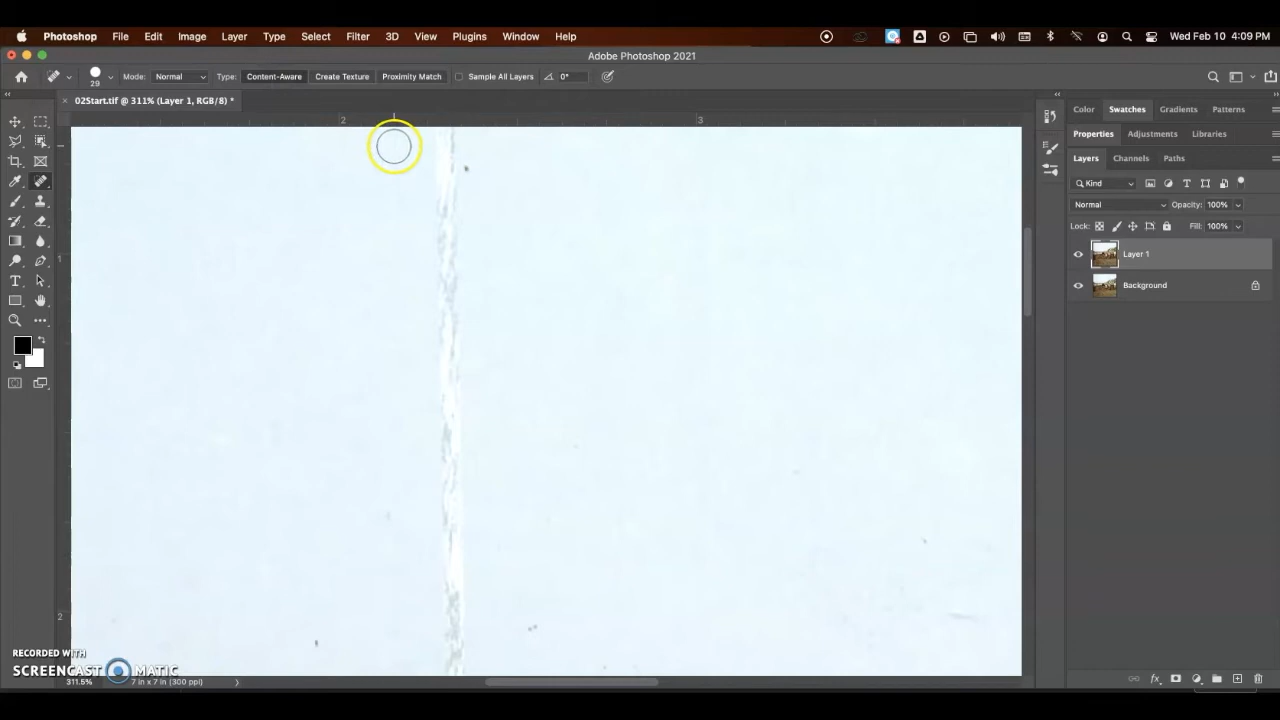 Photoshop File Edit Image Layer Type Select Filter 3D View Plugins Window Help Wed Feb 10 4:09 PM
Adobe Photoshop 2021
29 Mode: Normal Type: Content-Aware Create Texture Proximity Match Sample All Layers 0°
02Start.tif @ 311% (Layer 1, RGB/8) *
Color Swatches Gradients Patterns
2 3
Properties Adjustments Libraries
Layers Channels Paths
Kind
Normal Opacity: 100%
Lock: Fill: 100%
Layer 1
1
Background
2
RECORDED WITH
SCREENCAST MATIC
311.5% 7 in x 7 in (300 ppi)
fx